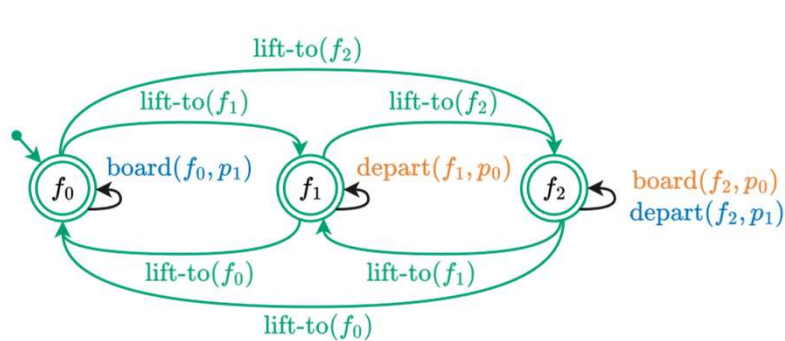 lift-to(f₂)
lift-to(f₁)
lift-to(f₂)
f₀
board(f₀, p₁)
f₁
depart(f₁, p₀)
f₂
board(f₂, p₀)
depart(f₂, p₁)
lift-to(f₀)
lift-to(f₁)
lift-to(f₀)